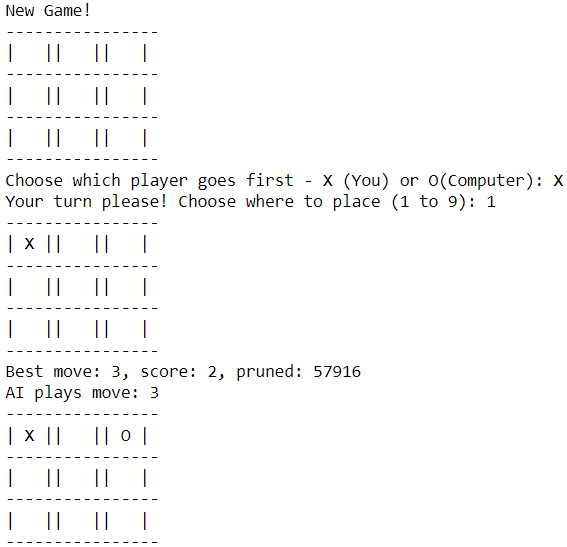 New Game!
----------------
|   ||   ||   |
----------------
|   ||   ||   |
----------------
|   ||   ||   |
----------------
Choose which player goes first - X (You) or O(Computer): X
Your turn please! Choose where to place (1 to 9): 1
----------------
| X ||   ||   |
----------------
|   ||   ||   |
----------------
|   ||   ||   |
----------------
Best move: 3, score: 2, pruned: 57916
AI plays move: 3
----------------
| X ||   || O |
----------------
|   ||   ||   |
----------------
|   ||   ||   |
----------------